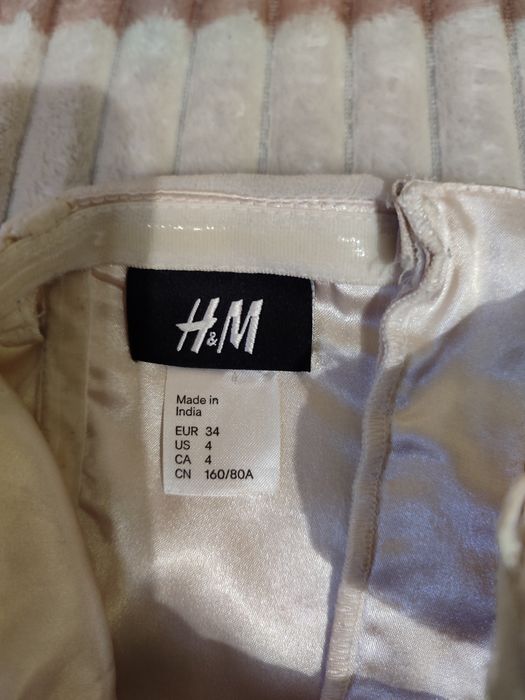 H&M
Made in
India
EUR 34
US 4
CA 4
CN 160/80A